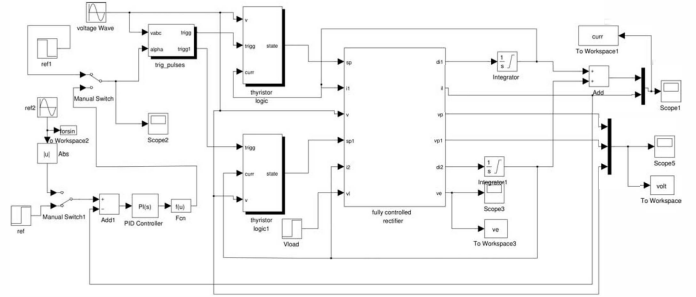 voltage Wave
ref1
Manual Switch
vabc
alpha
trigg
trigg1
trig_pulses
Scope2
v
trigg
curr
state
thyristor
logic
trigg
curr
v
state
thyristor
logic1
ref2
forsin
To Workspace2
|u|
Abs
ref
Manual Switch1
+
−
Add1
PI(s)
PID Controller
f(u)
Fcn
Vload
sp
i1
v
sp1
i2
vl
di1
vp
vp1
di2
ve
fully controlled
rectifier
1
s
Integrator
1
s
Integrator1
Scope3
ve
To Workspace3
+
+
Add
curr
To Workspace1
Scope1
Scope5
volt
To Workspace